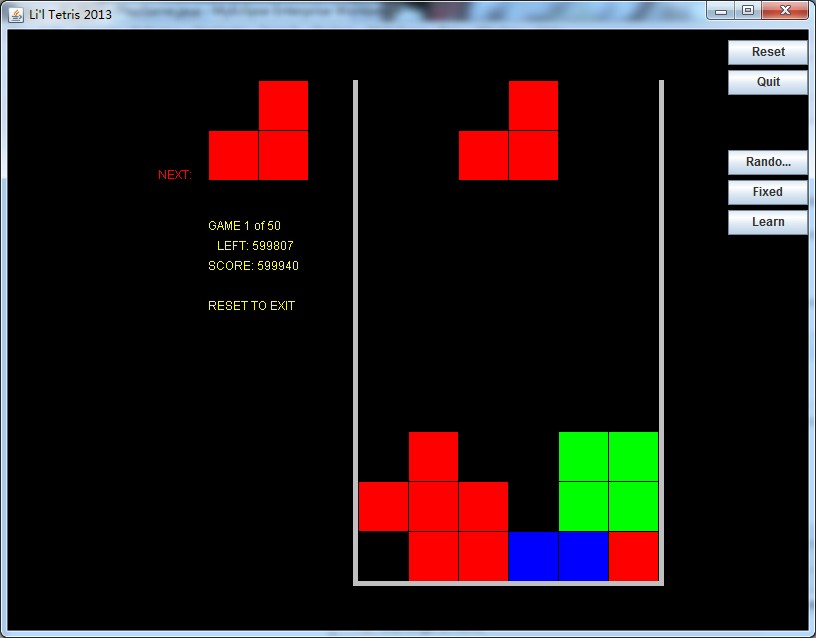 Li'l Tetris 2013
Reset
Quit
NEXT:
Rando...
Fixed
Learn
GAME 1 of 50
LEFT: 599807
SCORE: 599940
RESET TO EXIT